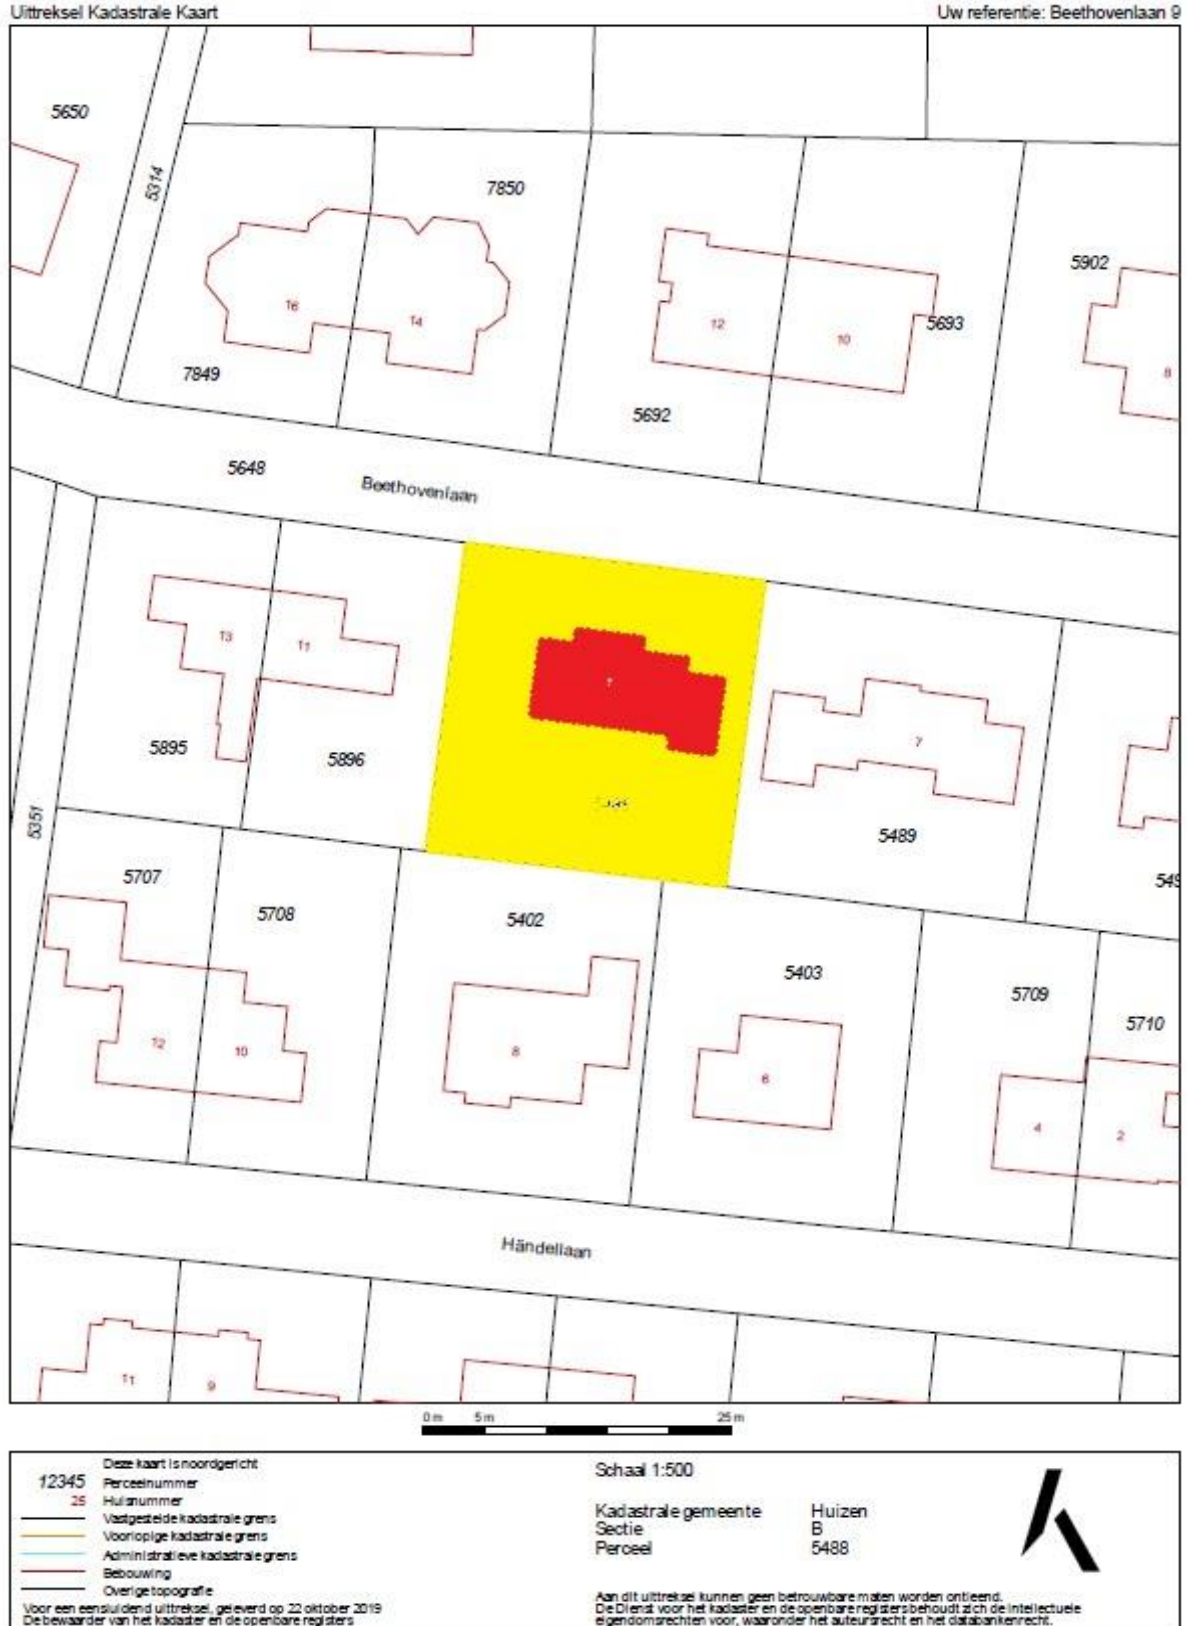 Uittreksel Kadastrale Kaart
Uw referentie: Beethovenlaan 9
5650
5314
7850
5902
16
14
12
10
5693
8
7849
5692
5648
Beethovenlaan
13
11
7
5895
5896
5351
5489
5707
5708
5402
5403
5709
5710
12
10
8
6
4
2
Händellaan
11
9
0 m 5 m 25 m
Deze kaart is noordgericht
12345 Perceelnummer
25 Huisnummer
Vastgestelde kadastrale grens
Voorlopige kadastrale grens
Administratieve kadastrale grens
Bebouwing
Overige topografie
Voor een eensluidend uittreksel, geleverd op 22 oktober 2019
De bewaarder van het kadaster en de openbare registers
Schaal 1:500
Kadastrale gemeente Huizen
Sectie B
Perceel 5488
Aan dit uittreksel kunnen geen betrouwbare maten worden ontleend.
De Dienst voor het kadaster en de openbare registers behoudt zich de intellectuele
eigendomsrechten voor, waaronder het auteursrecht en het databankenrecht.